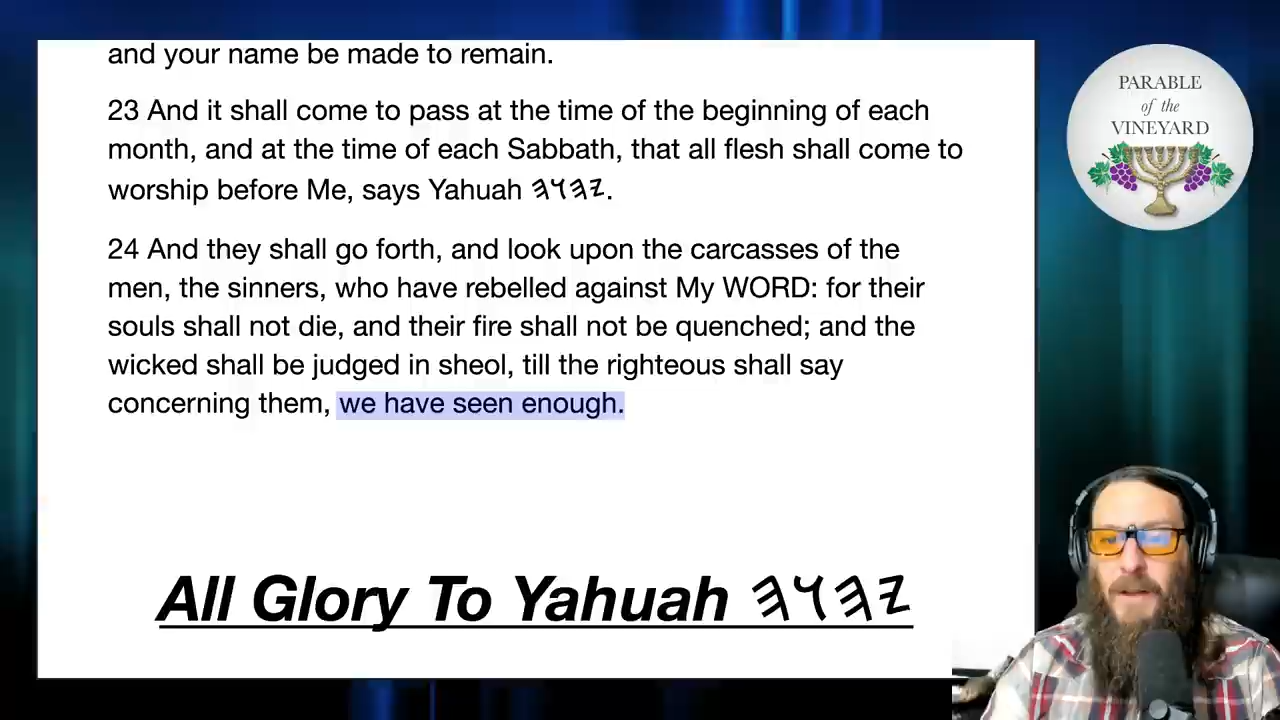 and your name be made to remain.
23 And it shall come to pass at the time of the beginning of each
month, and at the time of each Sabbath, that all flesh shall come to
worship before Me, says Yahuah 𐤉𐤄𐤅𐤄.
24 And they shall go forth, and look upon the carcasses of the
men, the sinners, who have rebelled against My WORD: for their
souls shall not die, and their fire shall not be quenched; and the
wicked shall be judged in sheol, till the righteous shall say
concerning them, we have seen enough.
All Glory To Yahuah 𐤉𐤄𐤅𐤄
PARABLE
of the
VINEYARD